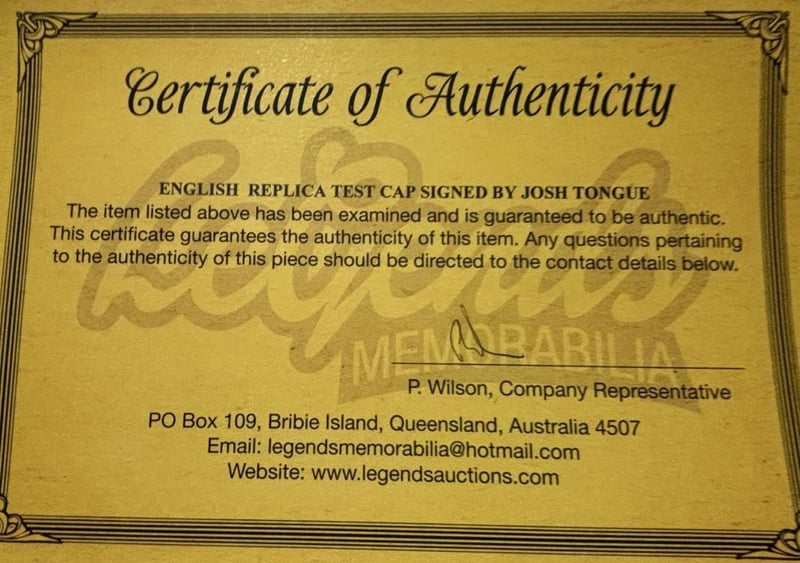 Certificate of Authenticity
Legends
MEMORABILIA
ENGLISH REPLICA TEST CAP SIGNED BY JOSH TONGUE
The item listed above has been examined and is guaranteed to be authentic.
This certificate guarantees the authenticity of this item. Any questions pertaining
to the authenticity of this piece should be directed to the contact details below.
P. Wilson, Company Representative
PO Box 109, Bribie Island, Queensland, Australia 4507
Email: legendsmemorabilia@hotmail.com
Website: www.legendsauctions.com